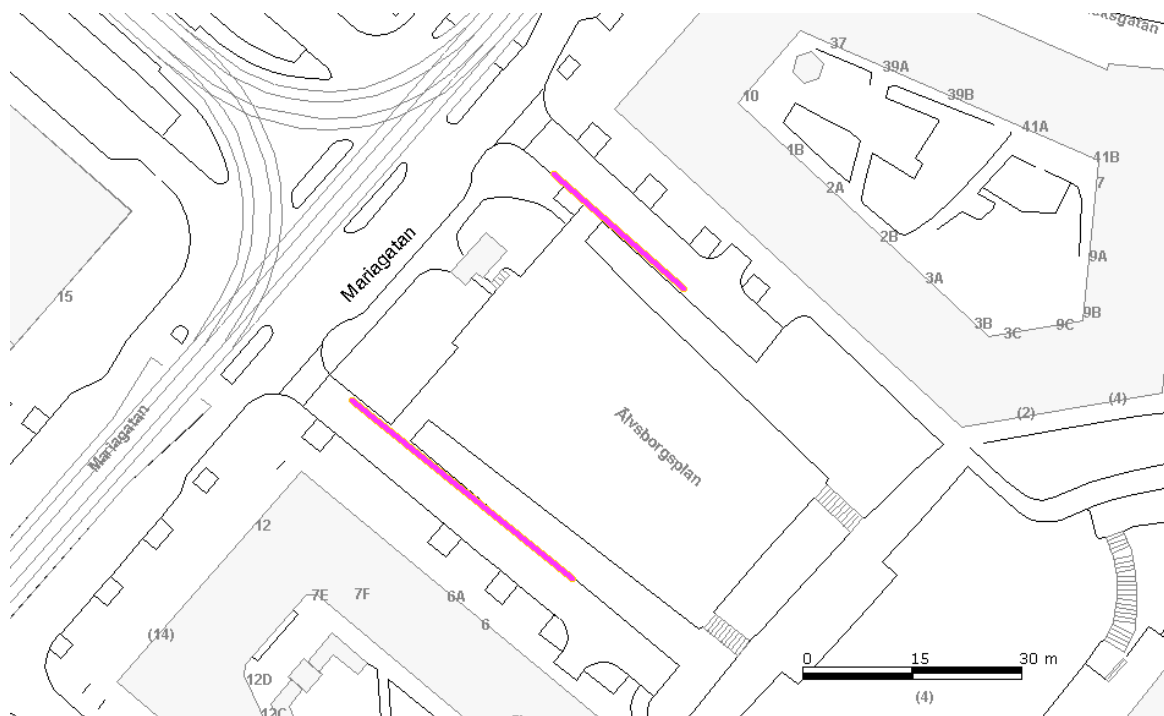 37
39A
39B
41A
41B
7
10
1B
2A
2B
3A
3B
3C
9C
9B
9A
(2)
(4)
15
Mariagatan
Mariagatan
Älvsborgsplan
12
7E
7F
6A
6
(14)
12D
12C
0 15 30 m
(4)